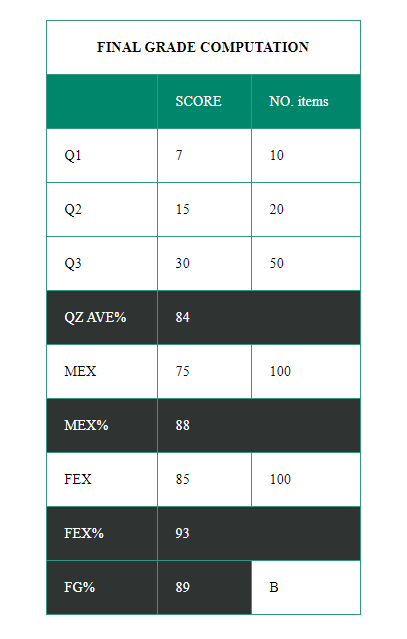 FINAL GRADE COMPUTATION
SCORE NO. items
Q1 7 10
Q2 15 20
Q3 30 50
QZ AVE% 84
MEX 75 100
MEX% 88
FEX 85 100
FEX% 93
FG% 89 B